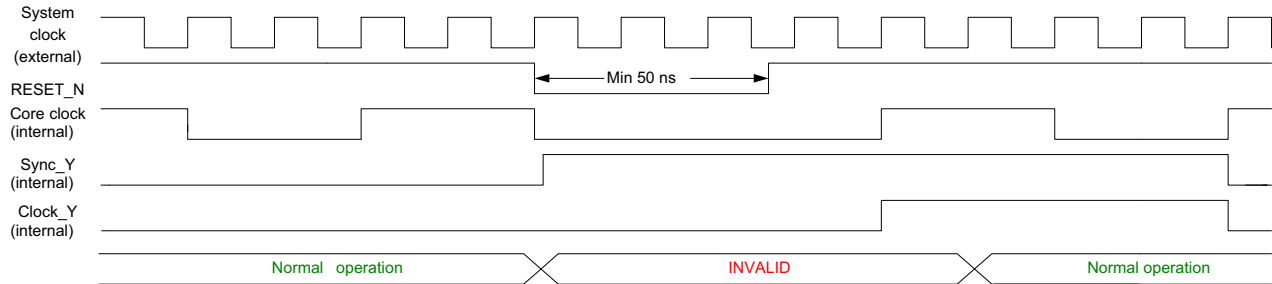 System
clock
(external)
Min 50 ns
RESET_N
Core clock
(internal)
Sync_Y
(internal)
Clock_Y
(internal)
Normal operation
INVALID
Normal operation